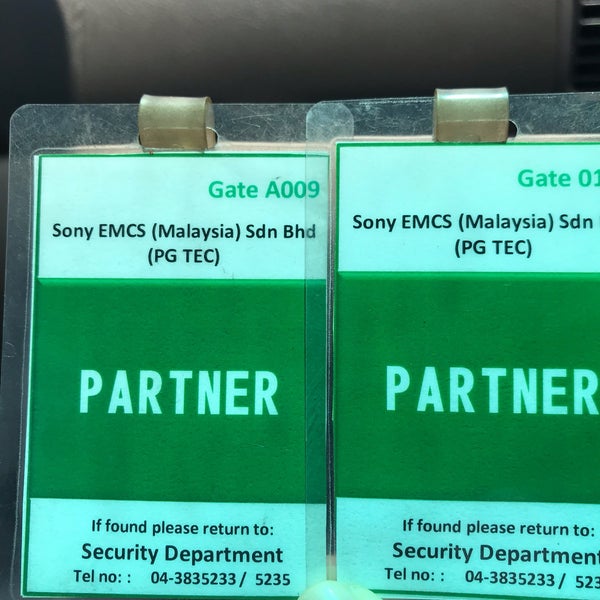 Gate A009
Sony EMCS (Malaysia) Sdn Bhd
(PG TEC)
PARTNER
If found please return to:
Security Department
Tel no: : 04-3835233 / 5235
Gate 01
Sony EMCS (Malaysia) Sdn
(PG TEC)
PARTNER
If found please return to:
Security Department
Tel no: : 04-3835233 / 523